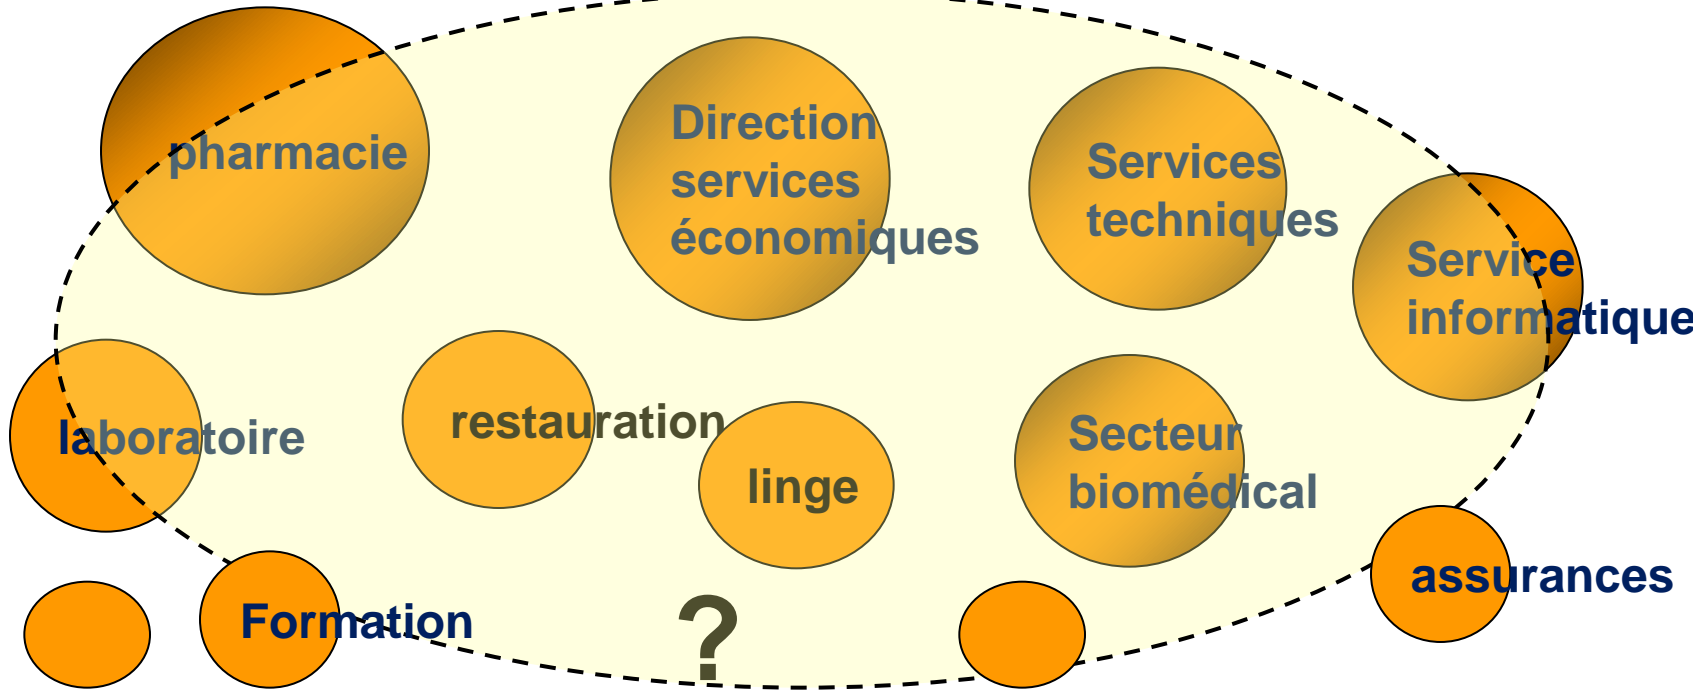 pharmacie
Direction
services
économiques
Services
techniques
Service
informatique
laboratoire
restauration
linge
Secteur
biomédical
assurances
Formation
?